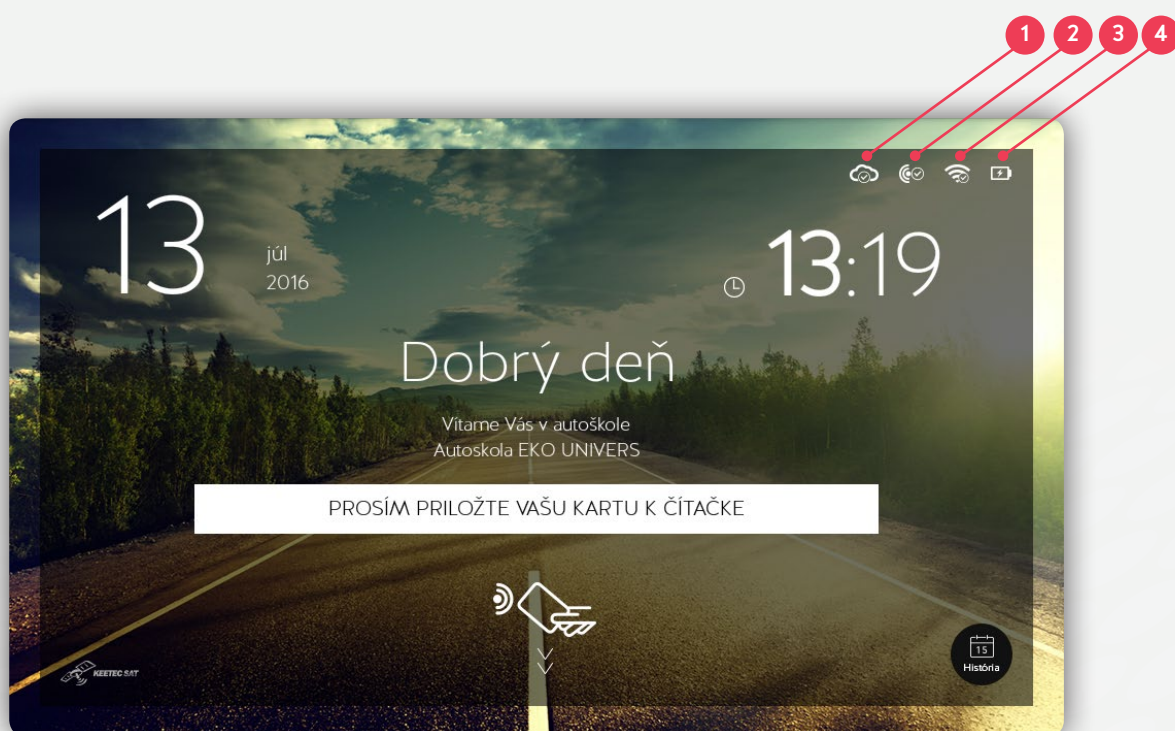 1 2 3 4
13
júl
2016
13:19
Dobrý deň
Vítame Vás v autoškole
Autoskola EKO UNIVERS
PROSÍM PRILOŽTE VAŠU KARTU K ČÍTAČKE
KEETEC SAT
15
História